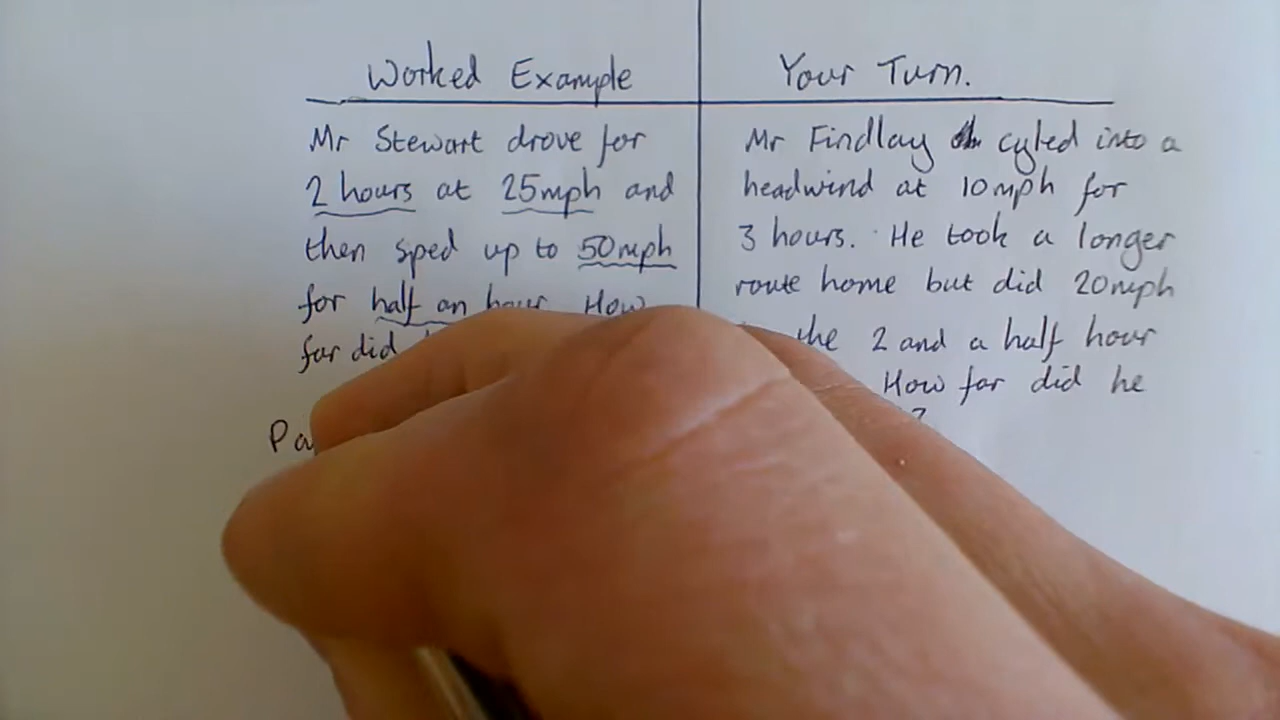 Worked Example
Mr Stewart drove for
2 hours at 25mph and
then sped up to 50mph
for half an hour How
far did
Pa
Your Turn.
Mr Findlay cyled into a
headwind at 10mph for
3 hours. He took a longer
route home but did 20mph
the 2 and a half hour
How far did he
?